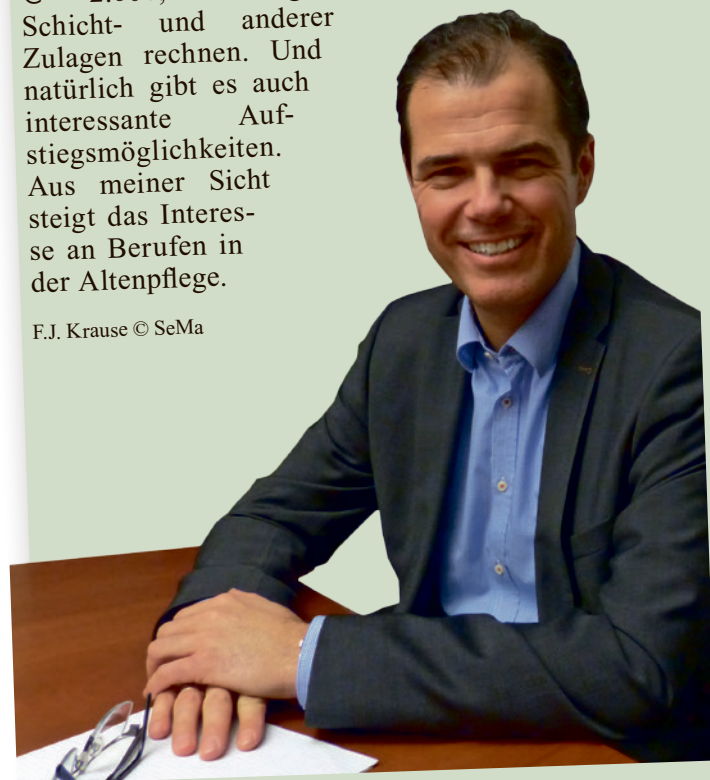 Schicht- und anderer
Zulagen rechnen. Und
natürlich gibt es auch
interessante Auf-
stiegsmöglichkeiten.
Aus meiner Sicht
steigt das Interes-
se an Berufen in
der Altenpflege.
F.J. Krause © SeMa